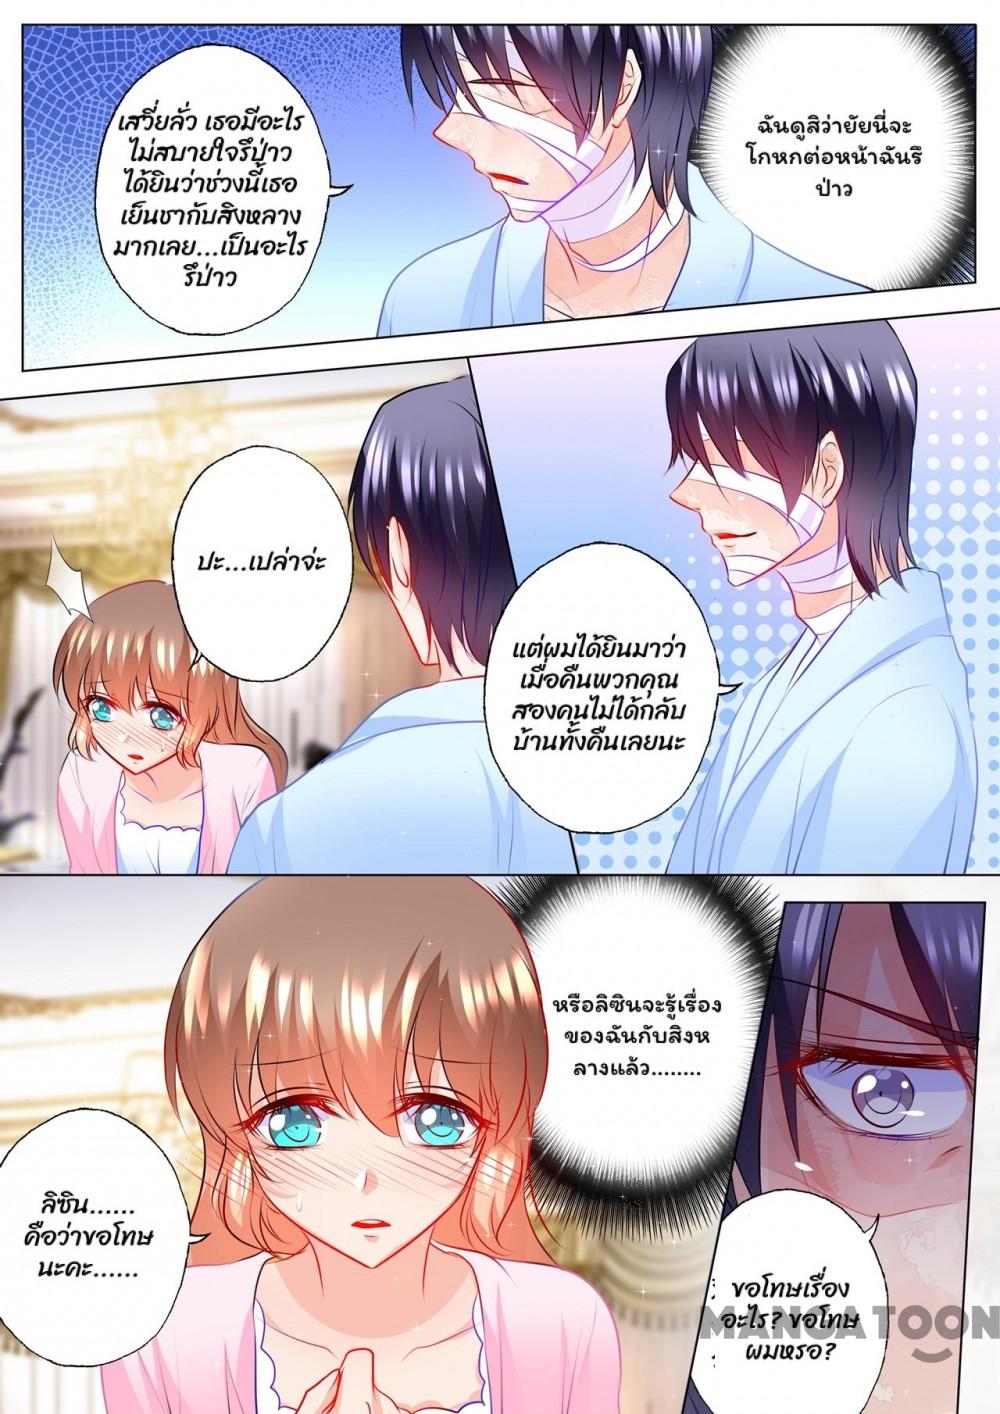 เสวี่ยลั่ว เธอมีอะไร
ไม่สบายใจรึป่าว
ได้ยินว่าช่วงนี้เธอ
เย็นชากับสิงหลาง
มากเลย...เป็นอะไร
รึป่าว
ฉันดูสิว่ายัยนี่จะ
โกหกต่อหน้าฉันรึ
ป่าว
ปะ...เปล่าจ่ะ
แต่ผมได้ยินมาว่า
เมื่อคืนพวกคุณ
สองคนไม่ได้กลับ
บ้านทั้งคืนเลยนะ
หรือลิซินจะรู้เรื่อง
ของฉันกับสิงห
ลางแล้ว........
ลิซิน......
คือว่าขอโทษ
นะคะ......
ขอโทษเรื่อง
อะไร? ขอโทษ
ผมหรอ?
MANGATOON